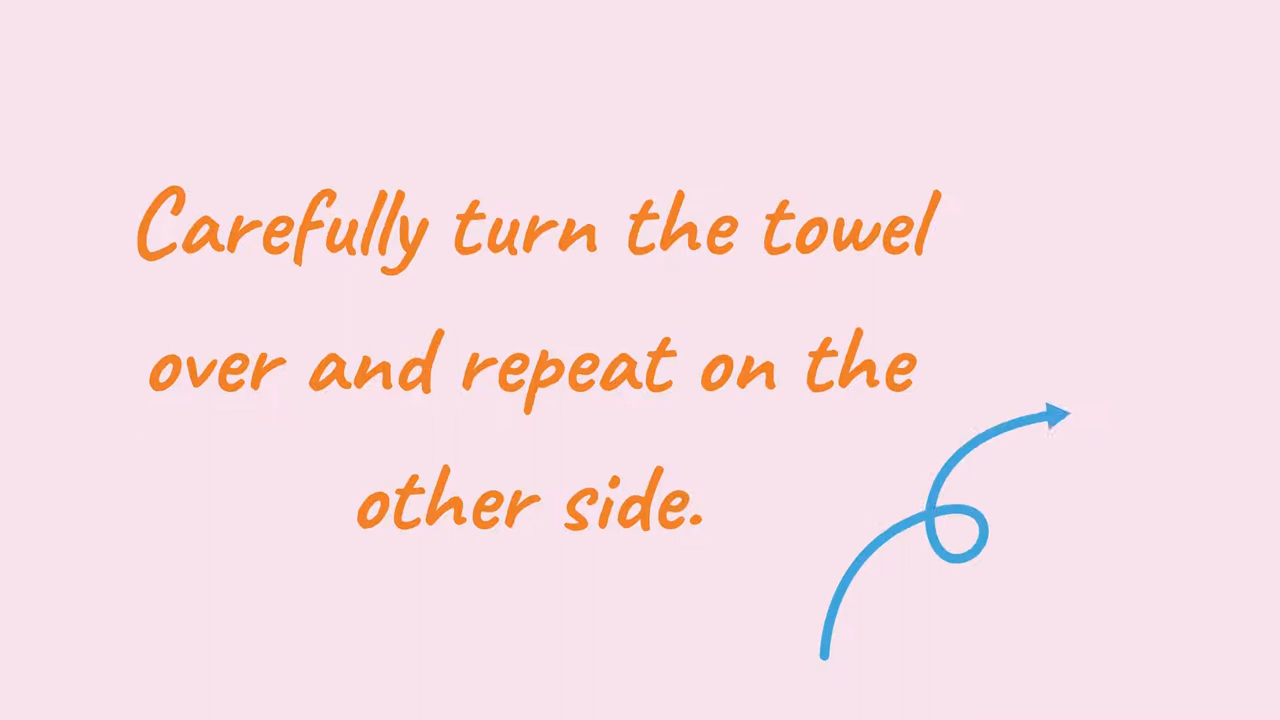 Carefully turn the towel
over and repeat on the
other side.